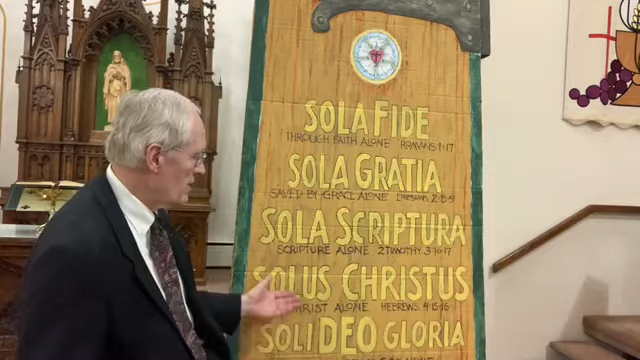 SOLA FIDE
THROUGH FAITH ALONE ROMANS 1:17
SOLA GRATIA
SAVED BY GRACE ALONE EPHESIANS 2:8-9
SOLA SCRIPTURA
SCRIPTURE ALONE 2 TIMOTHY 3:16-17
SOLUS CHRISTUS
CHRIST ALONE HEBREWS 4:15-16
SOLI DEO GLORIA